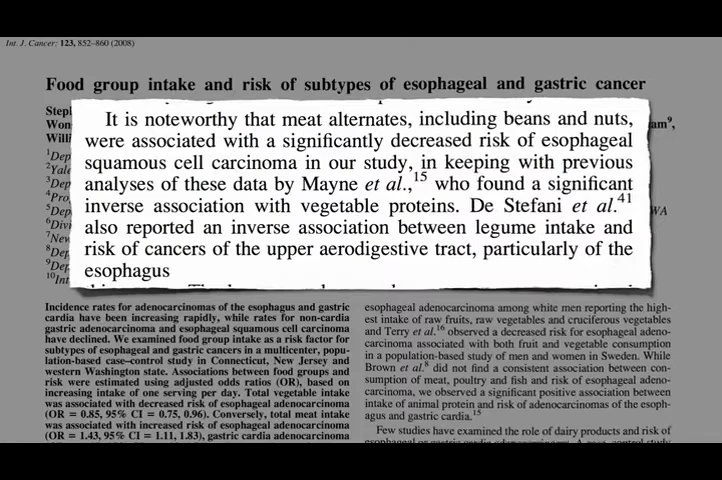 Int. J. Cancer: 123, 852–860 (2008)
Food group intake and risk of subtypes of esophageal and gastric cancer
It is noteworthy that meat alternates, including beans and nuts,
were associated with a significantly decreased risk of esophageal
squamous cell carcinoma in our study, in keeping with previous
analyses of these data by Mayne et al.,15 who found a significant
inverse association with vegetable proteins. De Stefani et al.41
also reported an inverse association between legume intake and
risk of cancers of the upper aerodigestive tract, particularly of the
esophagus
Incidence rates for adenocarcinomas of the esophagus and gastric
cardia have been increasing rapidly, while rates for non-cardia
gastric adenocarcinoma and esophageal squamous cell carcinoma
have declined. We examined food group intake as a risk factor for
subtypes of esophageal and gastric cancers in a multicenter, popu-
lation-based case–control study in Connecticut, New Jersey and
western Washington state. Associations between food groups and
risk were estimated using adjusted odds ratios (OR), based on
increasing intake of one serving per day. Total vegetable intake
was associated with decreased risk of esophageal adenocarcinoma
(OR = 0.85, 95% CI = 0.75, 0.96). Conversely, total meat intake
was associated with increased risk of esophageal adenocarcinoma
(OR = 1.43, 95% CI = 1.11, 1.83), gastric cardia adenocarcinoma
esophageal adenocarcinoma among white men reporting the high-
est intake of raw fruits, raw vegetables and cruciferous vegetables
and Terry et al.16 observed a decreased risk for esophageal adeno-
carcinoma associated with both fruit and vegetable consumption
in a population-based study of men and women in Sweden. While
Brown et al.8 did not find a consistent association between con-
sumption of meat, poultry and fish and risk of esophageal adeno-
carcinoma, we observed a significant positive association between
intake of animal protein and risk of adenocarcinomas of the esoph-
agus and gastric cardia.15
Few studies have examined the role of dairy products and risk of